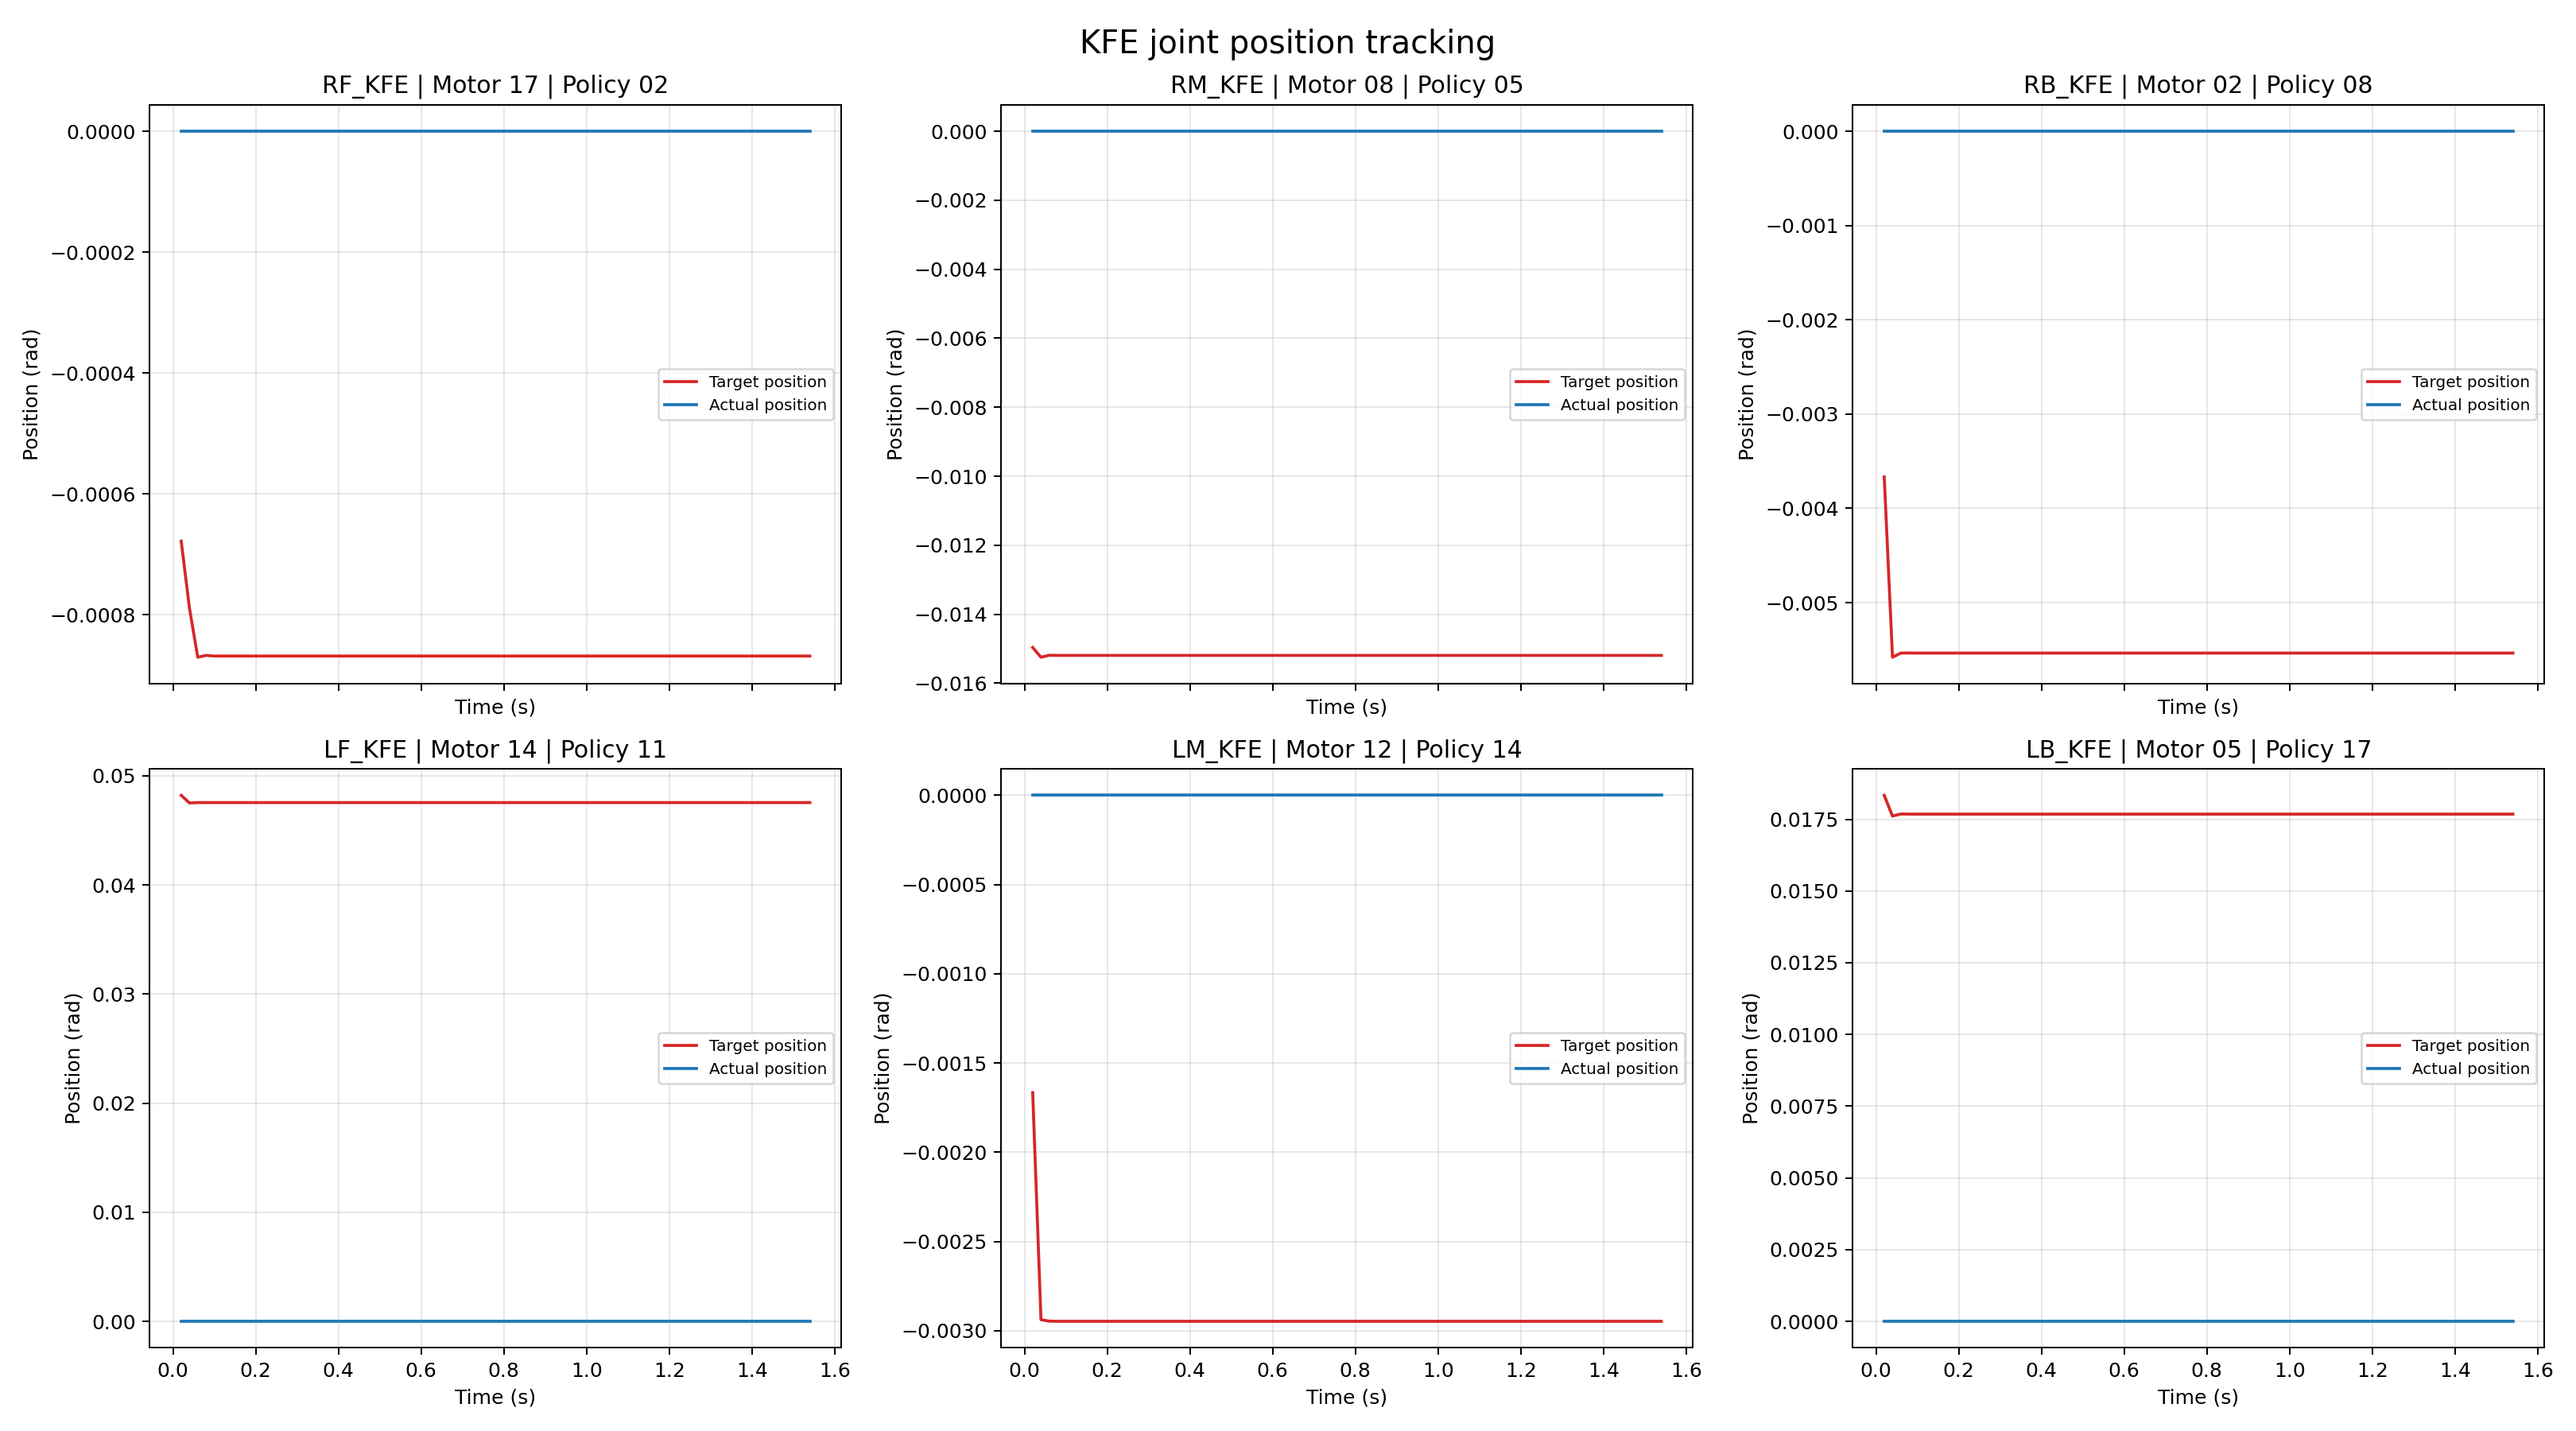 KFE joint position tracking
RF_KFE | Motor 17 | Policy 02
0.0000
−0.0002
−0.0004
−0.0006
−0.0008
Position (rad)
Target position
Actual position
Time (s)
RM_KFE | Motor 08 | Policy 05
0.000
−0.002
−0.004
−0.006
−0.008
−0.010
−0.012
−0.014
−0.016
Position (rad)
Target position
Actual position
Time (s)
RB_KFE | Motor 02 | Policy 08
0.000
−0.001
−0.002
−0.003
−0.004
−0.005
Position (rad)
Target position
Actual position
Time (s)
LF_KFE | Motor 14 | Policy 11
0.05
0.04
0.03
0.02
0.01
0.00
Position (rad)
Target position
Actual position
0.0 0.2 0.4 0.6 0.8 1.0 1.2 1.4 1.6
Time (s)
LM_KFE | Motor 12 | Policy 14
0.0000
−0.0005
−0.0010
−0.0015
−0.0020
−0.0025
−0.0030
Position (rad)
Target position
Actual position
0.0 0.2 0.4 0.6 0.8 1.0 1.2 1.4 1.6
Time (s)
LB_KFE | Motor 05 | Policy 17
0.0175
0.0150
0.0125
0.0100
0.0075
0.0050
0.0025
0.0000
Position (rad)
Target position
Actual position
0.0 0.2 0.4 0.6 0.8 1.0 1.2 1.4 1.6
Time (s)